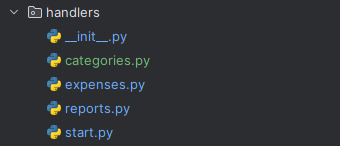 handlers
__init__.py
categories.py
expenses.py
reports.py
start.py